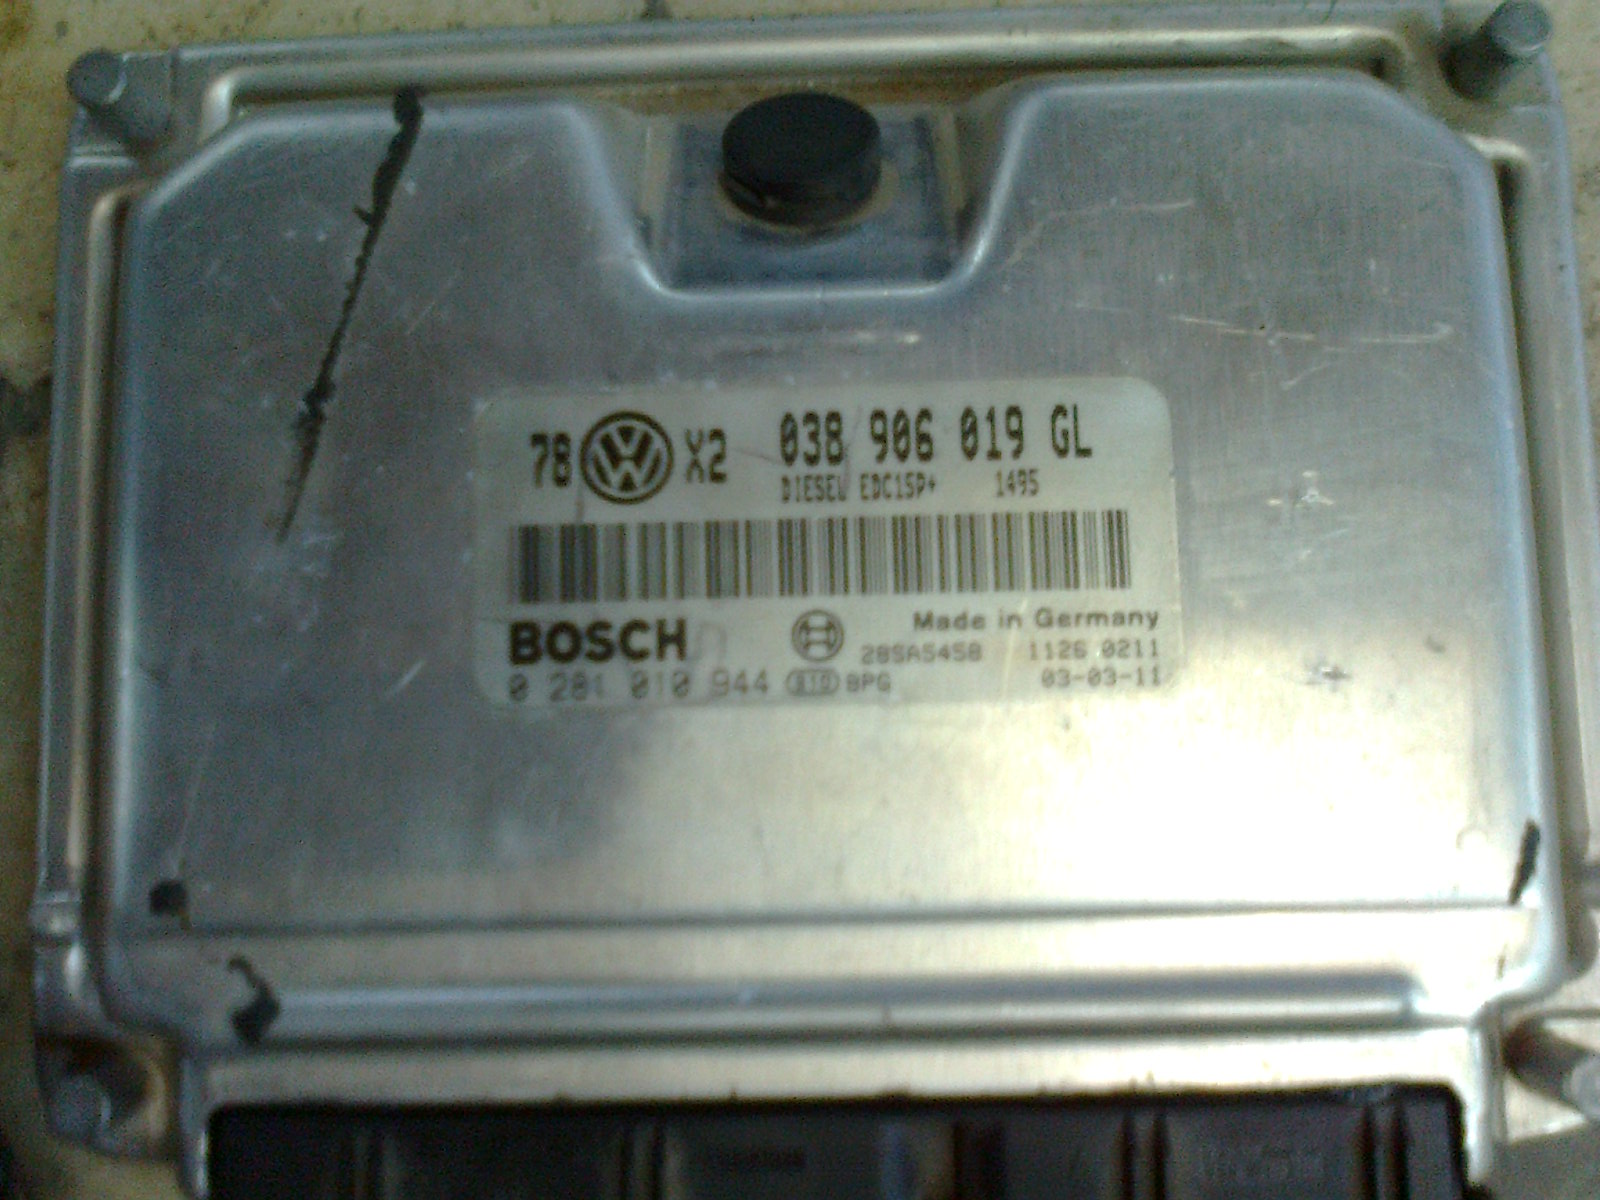 78 VW X2 038 906 019 GL
DIESEL EDC15P+ 1495
BOSCH Made in Germany
28SA5458 1126 0211
0 281 010 944 BPG 03-03-11